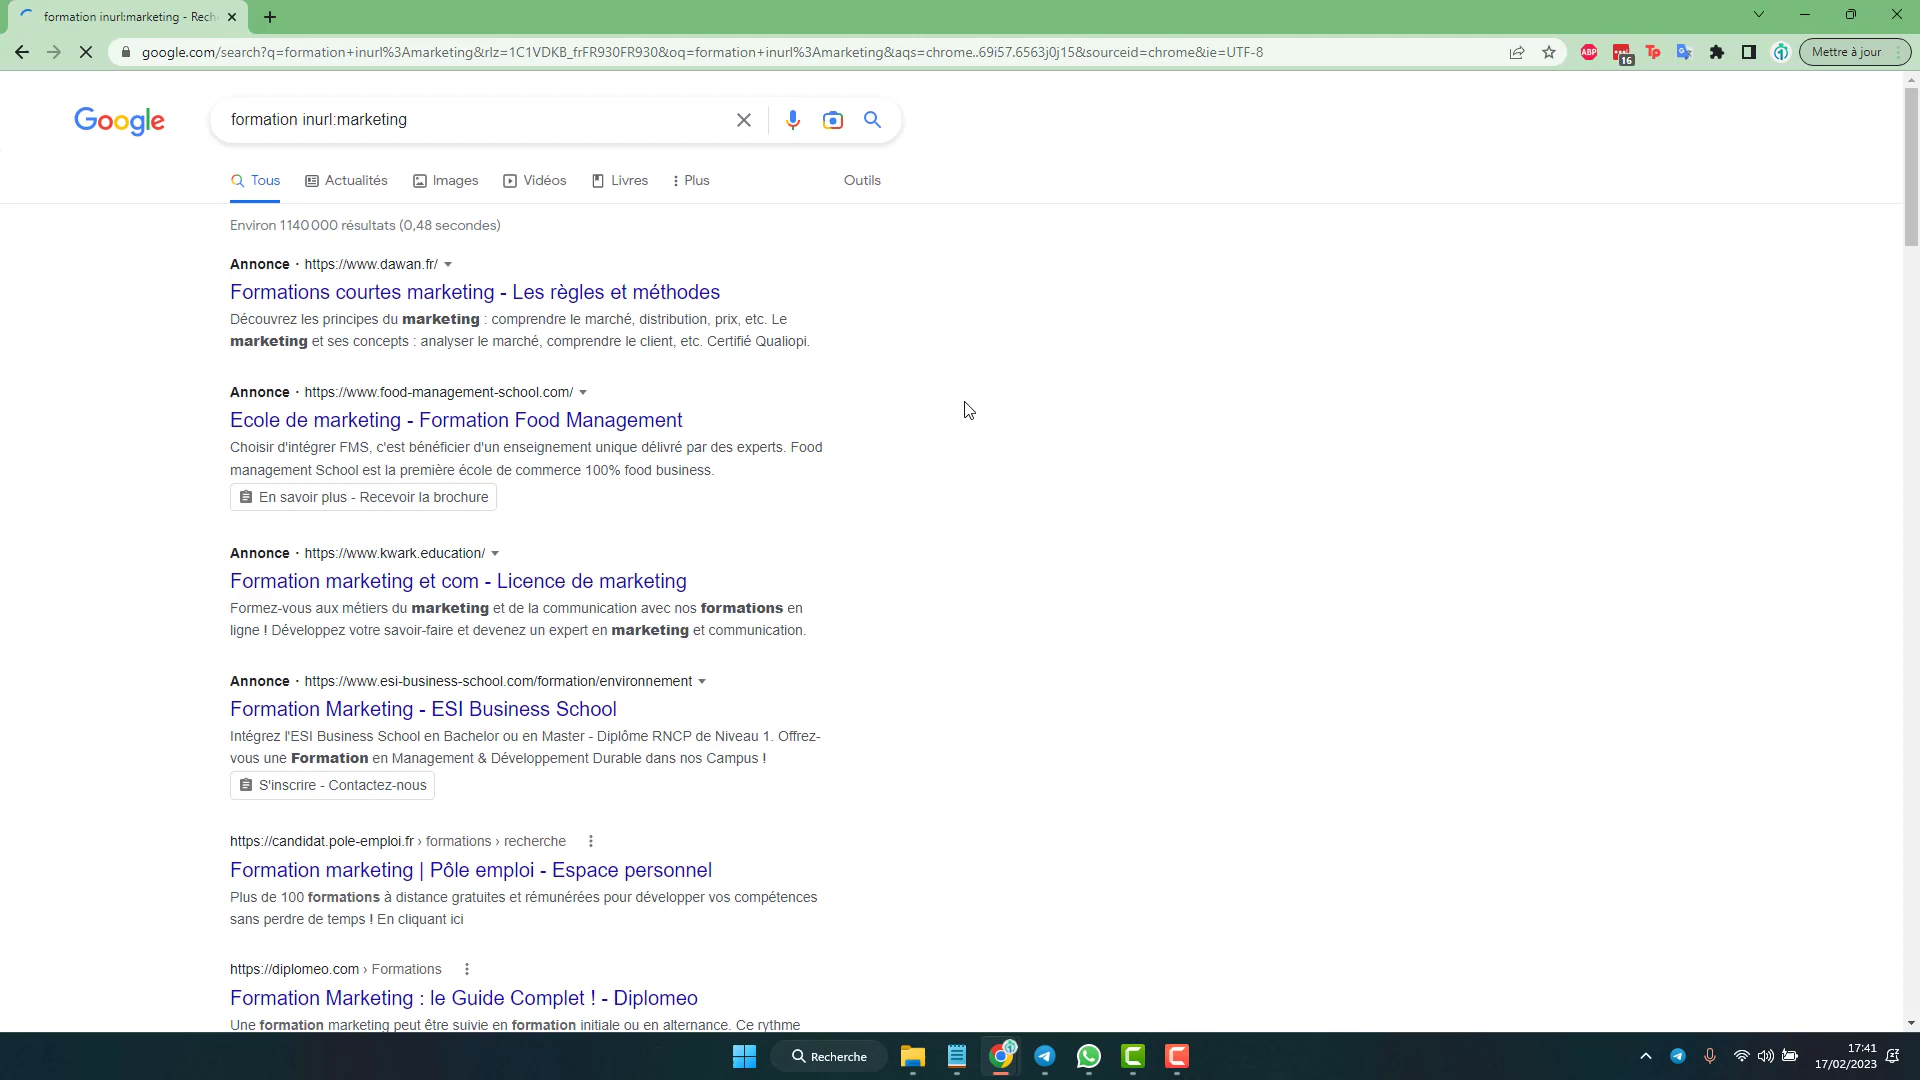 formation inurl:marketing - Rech
google.com/search?q=formation+inurl%3Amarketing&rlz=1C1VDKB_frFR930FR930&oq=formation+inurl%3Amarketing&aqs=chrome..69i57.6563j0j15&sourceid=chrome&ie=UTF-8
ABP
16
Mettre à jour
Google
formation inurl:marketing
Tous
Actualités
Images
Vidéos
Livres
Plus
Outils
Environ 1 140 000 résultats (0,48 secondes)
Annonce · https://www.dawan.fr/
Formations courtes marketing - Les règles et méthodes
Découvrez les principes du marketing : comprendre le marché, distribution, prix, etc. Le
marketing et ses concepts : analyser le marché, comprendre le client, etc. Certifié Qualiopi.
Annonce · https://www.food-management-school.com/
Ecole de marketing - Formation Food Management
Choisir d'intégrer FMS, c'est bénéficier d'un enseignement unique délivré par des experts. Food
management School est la première école de commerce 100% food business.
En savoir plus - Recevoir la brochure
Annonce · https://www.kwark.education/
Formation marketing et com - Licence de marketing
Formez-vous aux métiers du marketing et de la communication avec nos formations en
ligne ! Développez votre savoir-faire et devenez un expert en marketing et communication.
Annonce · https://www.esi-business-school.com/formation/environnement
Formation Marketing - ESI Business School
Intégrez l'ESI Business School en Bachelor ou en Master - Diplôme RNCP de Niveau 1. Offrez-
vous une Formation en Management & Développement Durable dans nos Campus !
S'inscrire - Contactez-nous
https://candidat.pole-emploi.fr › formations › recherche
Formation marketing | Pôle emploi - Espace personnel
Plus de 100 formations à distance gratuites et rémunérées pour développer vos compétences
sans perdre de temps ! En cliquant ici
https://diplomeo.com › Formations
Formation Marketing : le Guide Complet ! - Diplomeo
Une formation marketing peut être suivie en formation initiale ou en alternance. Ce rythme
Recherche
17:41
17/02/2023